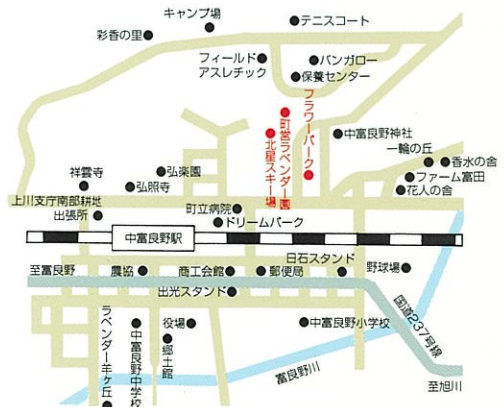 キャンプ場
テニスコート
彩香の里
フィールド
アスレチック
バンガロー
保養センター
フラワーパーク
町営ラベンダー園
北星スキー場
中富良野神社
一輪の丘
香水の舎
ファーム富田
花人の舎
祥雲寺
弘楽園
弘照寺
上川支庁南部耕地
出張所
町立病院
ドリームパーク
中富良野駅
日石スタンド
至富良野
農協
商工会館
郵便局
野球場
出光スタンド
国道237号線
ラベンダー羊ヶ丘
中富良野中学校
役場
郷土館
中富良野小学校
富良野川
至旭川